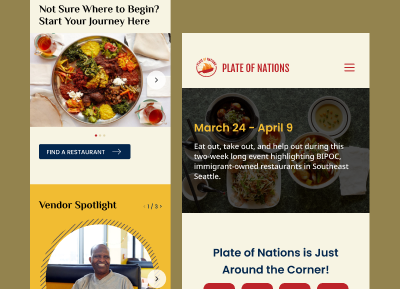 Not Sure Where to Begin?
Start Your Journey Here
FIND A RESTAURANT
Vendor Spotlight
1 / 3
PLATE OF NATIONS
March 24 - April 9
Eat out, take out, and help out during this
two-week long event highlighting BIPOC,
immigrant-owned restaurants in Southeast
Seattle.
Plate of Nations is Just
Around the Corner!